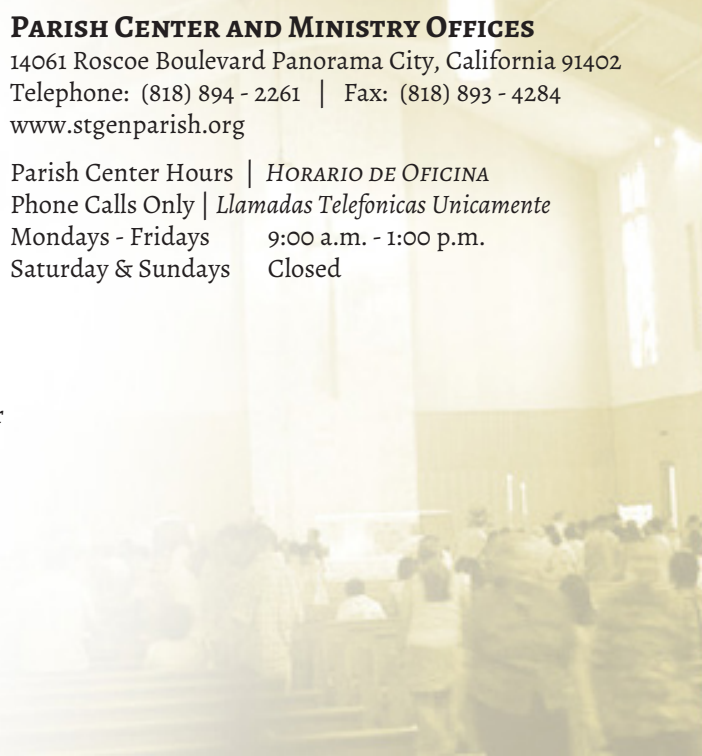 Parish Center and Ministry Offices
14061 Roscoe Boulevard Panorama City, California 91402
Telephone: (818) 894 - 2261 | Fax: (818) 893 - 4284
www.stgenparish.org
Parish Center Hours | Horario de Oficina
Phone Calls Only | Llamadas Telefonicas Unicamente
Mondays - Fridays 9:00 a.m. - 1:00 p.m.
Saturday & Sundays Closed